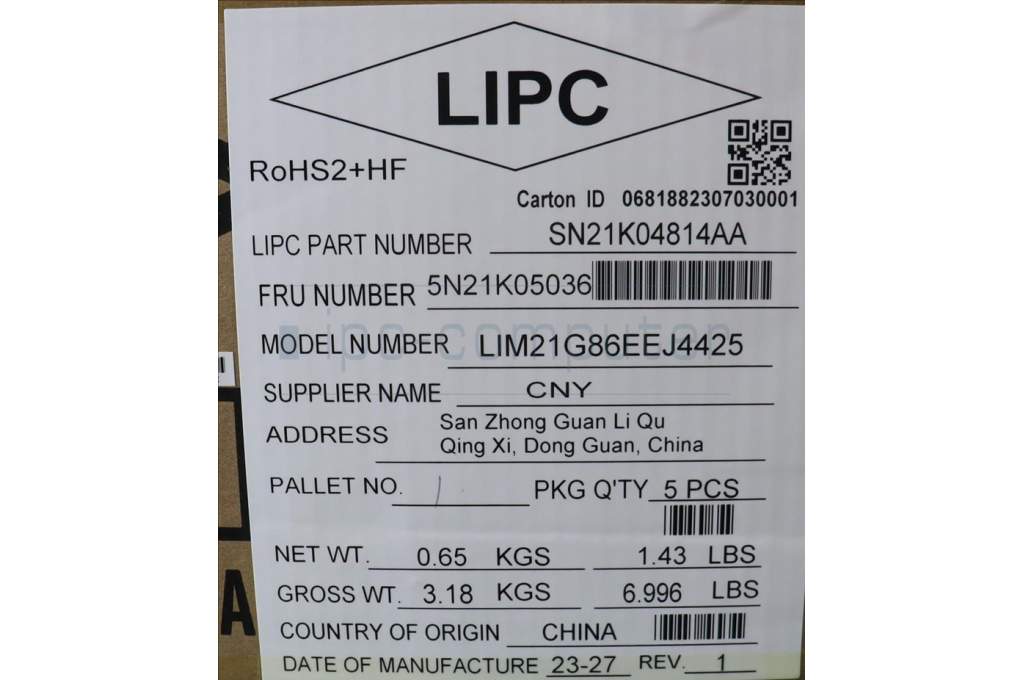 LIPC
RoHS2+HF
Carton ID 0681882307030001
LIPC PART NUMBER SN21K04814AA
FRU NUMBER 5N21K05036
ipc computer
MODEL NUMBER LIM21G86EEJ4425
SUPPLIER NAME CNY
ADDRESS San Zhong Guan Li Qu
Qing Xi, Dong Guan, China
PALLET NO. / PKG Q'TY 5 PCS
NET WT. 0.65 KGS 1.43 LBS
GROSS WT. 3.18 KGS 6.996 LBS
A
COUNTRY OF ORIGIN CHINA
DATE OF MANUFACTURE 23-27 REV. 1